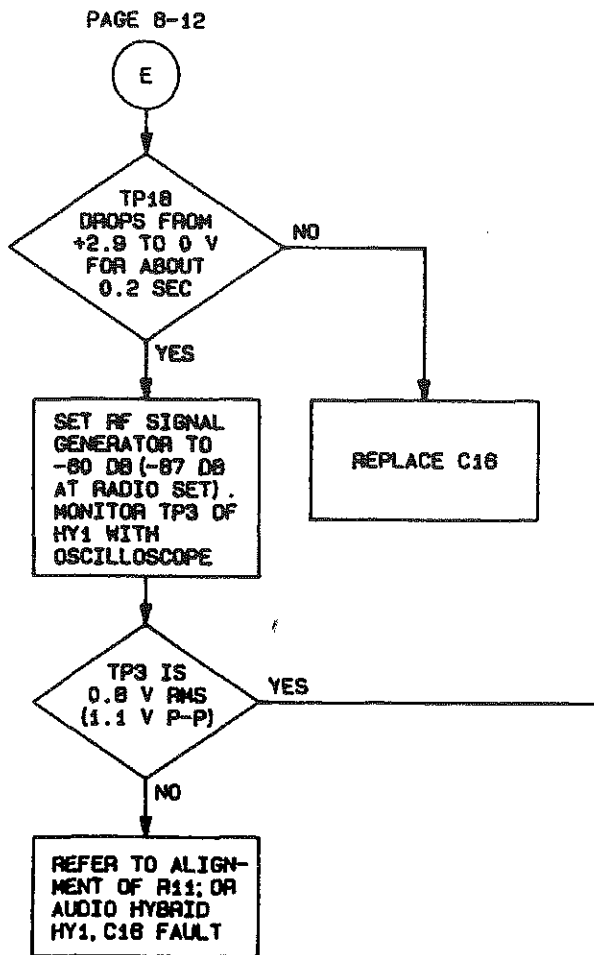 PAGE 8-12
E
TP18
DROPS FROM
+2.9 TO 0 V
FOR ABOUT
0.2 SEC
NO
YES
SET RF SIGNAL
GENERATOR TO
-80 DB (-87 DB
AT RADIO SET).
MONITOR TP3 OF
HY1 WITH
OSCILLOSCOPE
REPLACE C16
TP3 IS
0.8 V RMS
(1.1 V P-P)
YES
NO
REFER TO ALIGN-
MENT OF R11; OR
AUDIO HYBRID
HY1, C16 FAULT